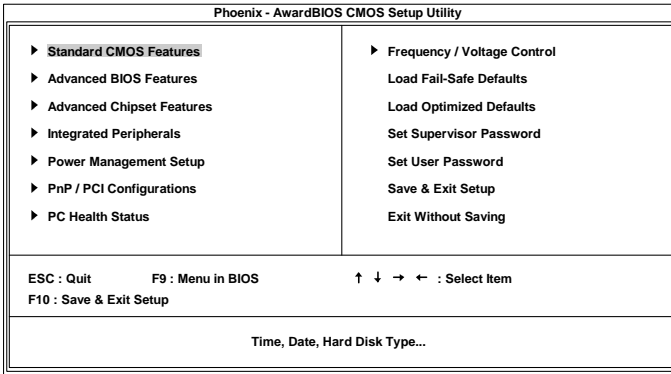 Phoenix - AwardBIOS CMOS Setup Utility
Standard CMOS Features
Advanced BIOS Features
Advanced Chipset Features
Integrated Peripherals
Power Management Setup
PnP / PCI Configurations
PC Health Status
Frequency / Voltage Control
Load Fail-Safe Defaults
Load Optimized Defaults
Set Supervisor Password
Set User Password
Save & Exit Setup
Exit Without Saving
ESC : Quit F9 : Menu in BIOS ↑ ↓ → ← : Select Item
F10 : Save & Exit Setup
Time, Date, Hard Disk Type...